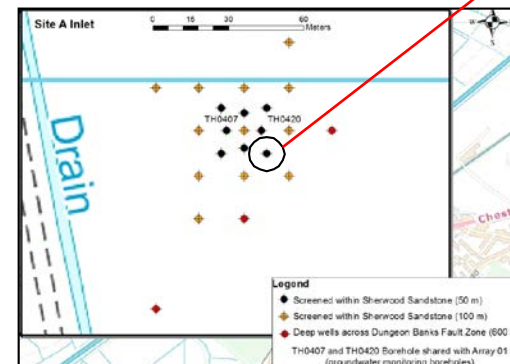 Site A Inlet
0 15 30 60
Meters
W
S
TH0407 TH0420
Drain
Chest
Legend
Screened within Sherwood Sandstone (50 m)
Screened within Sherwood Sandstone (100 m)
Deep wells across Dungeon Banks Fault Zone (600
TH0407 and TH0420 Borehole shared with Array 01
(groundwater monitoring boreholes)